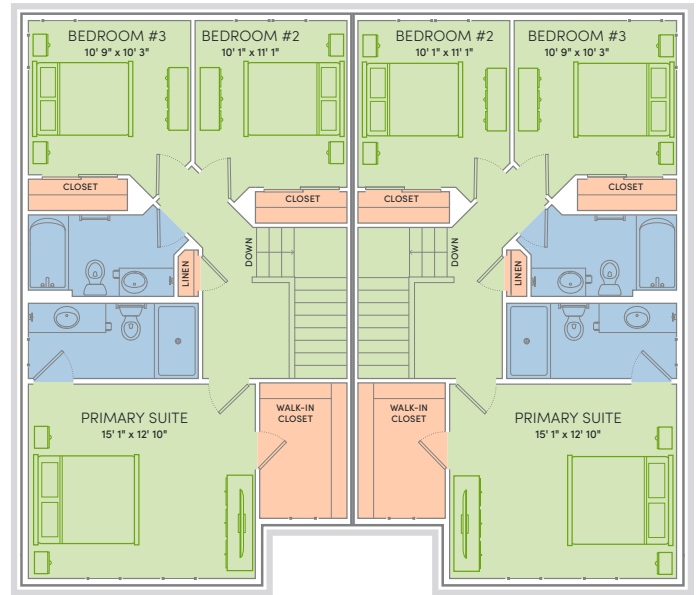 BEDROOM #3
10' 9" x 10' 3"
BEDROOM #2
10' 1" x 11' 1"
BEDROOM #2
10' 1" x 11' 1"
BEDROOM #3
10' 9" x 10' 3"
CLOSET
CLOSET
CLOSET
CLOSET
DOWN
DOWN
LINEN
LINEN
WALK-IN
CLOSET
WALK-IN
CLOSET
PRIMARY SUITE
15' 1" x 12' 10"
PRIMARY SUITE
15' 1" x 12' 10"